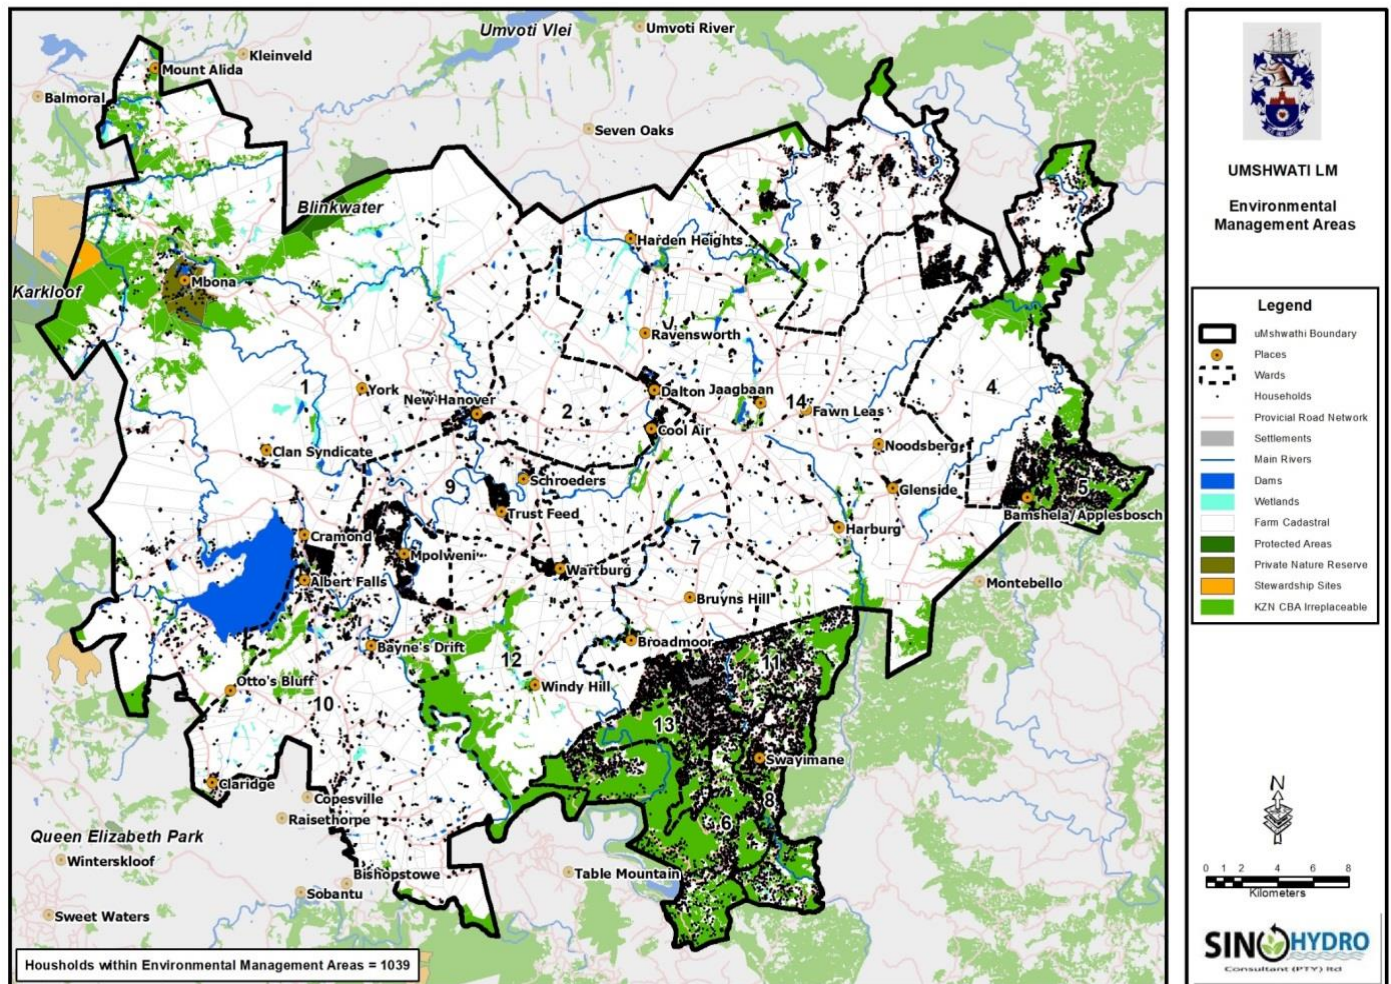 Umvoti Vlei
Umvoti River
Kleinveld
Mount Alida
Balmoral
Seven Oaks
Blinkwater
3
Harden Heights
Mbona
Karkloof
Ravensworth
1
York
4
Dalton
Jaagbaan
New Hanover
2
14
Fawn Leas
Cool Air
Noodsberg
Clan Syndicate
Schroeders
9
5
Glenside
Trust Feed
Bamshela/Applesbosch
Harburg
Cramond
7
Mpolweni
Wartburg
Albert Falls
Montebello
Bruyns Hill
Broadmoor
Bayne's Drift
12
11
Otto's Bluff
Windy Hill
10
13
Swayimane
Claridge
Copesville
8
Raisethorpe
6
Queen Elizabeth Park
Winterskloof
Table Mountain
Bishopstowe
Sobantu
Sweet Waters
Housholds within Environmental Management Areas = 1039
UMSHWATI LM
Environmental
Management Areas
Legend
uMshwathi Boundary
Places
Wards
Households
Provicial Road Network
Settlements
Main Rivers
Dams
Wetlands
Farm Cadastral
Protected Areas
Private Nature Reserve
Stewardship Sites
KZN CBA Irreplaceable
N
0 1 2 4 6 8
Kilometers
SINOHYDRO
Consultant (PTY) ltd